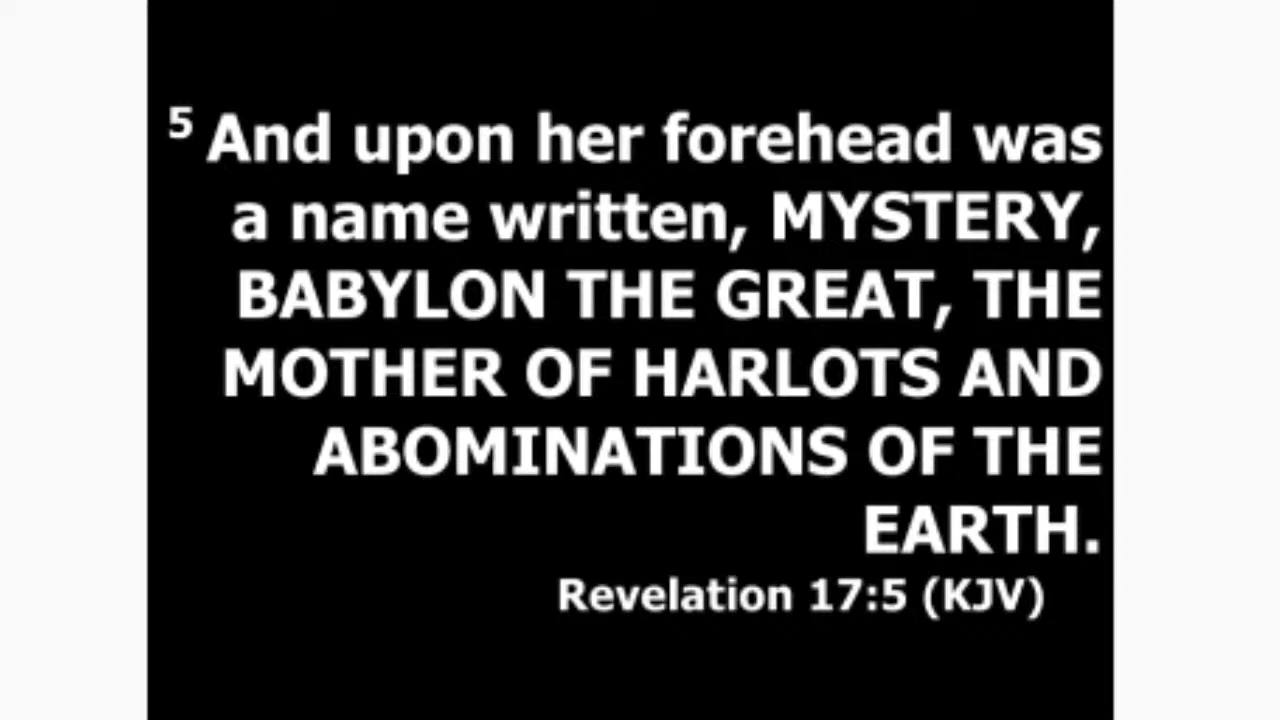 5 And upon her forehead was
a name written, MYSTERY,
BABYLON THE GREAT, THE
MOTHER OF HARLOTS AND
ABOMINATIONS OF THE
EARTH.
Revelation 17:5 (KJV)